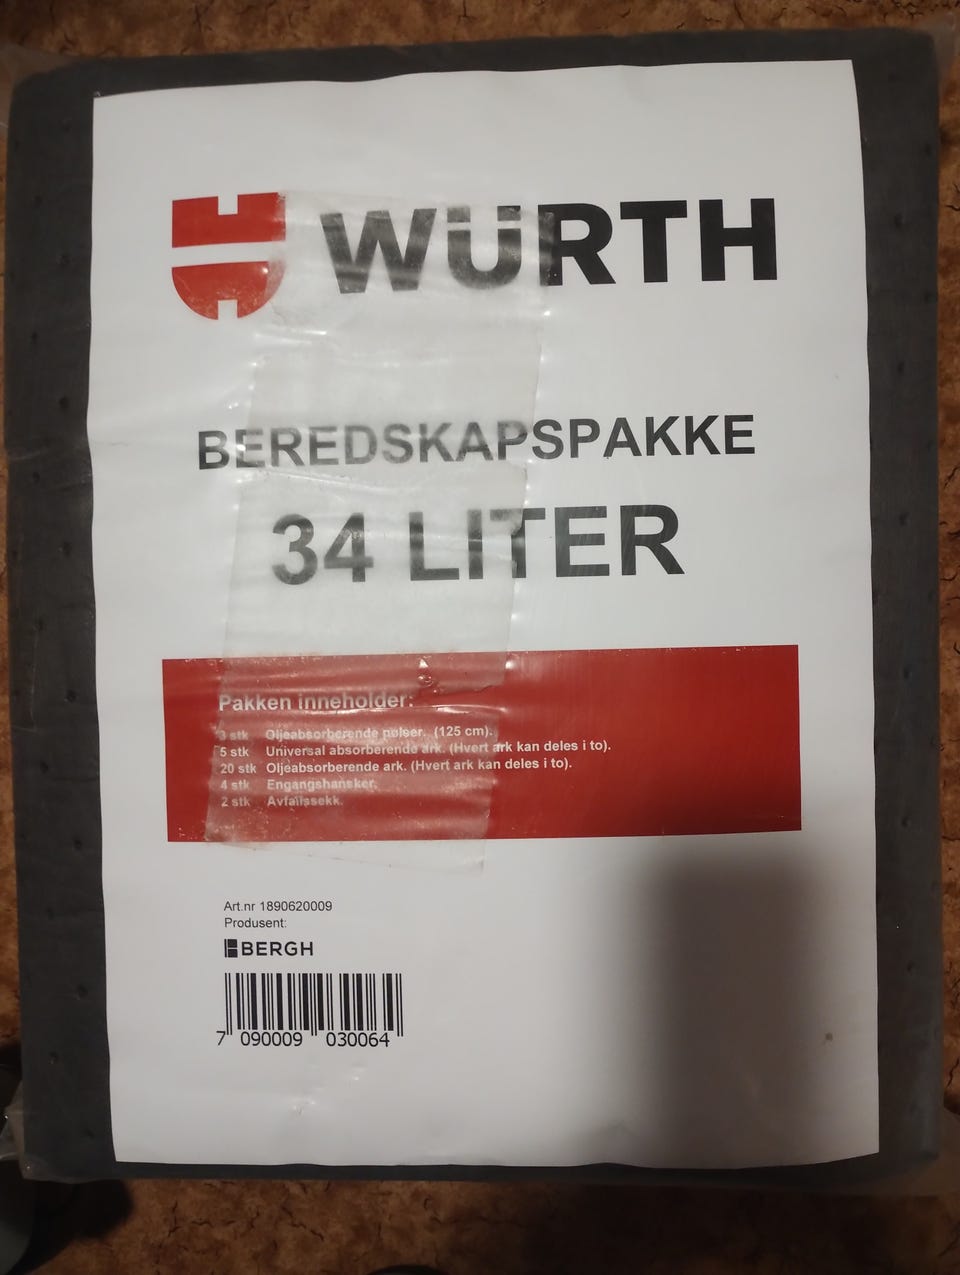 WÜRTH
BEREDSKAPSPAKKE
34 LITER
Pakken inneholder:
3 stk Oljeabsorberende pølser. (125 cm).
5 stk Universal absorberende ark. (Hvert ark kan deles i to).
20 stk Oljeabsorberende ark. (Hvert ark kan deles i to).
4 stk Engangshansker.
2 stk Avfallssekk.
Art.nr 1890620009
Produsent:
BERGH
7 090009 030064